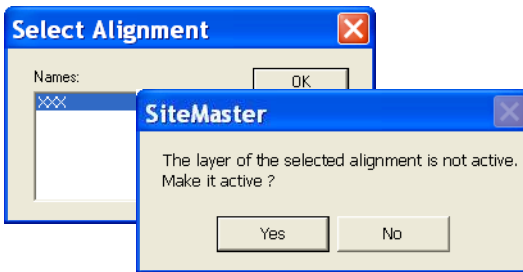 Select Alignment
Names:
OK
XXX
SiteMaster
The layer of the selected alignment is not active.
Make it active ?
Yes
No